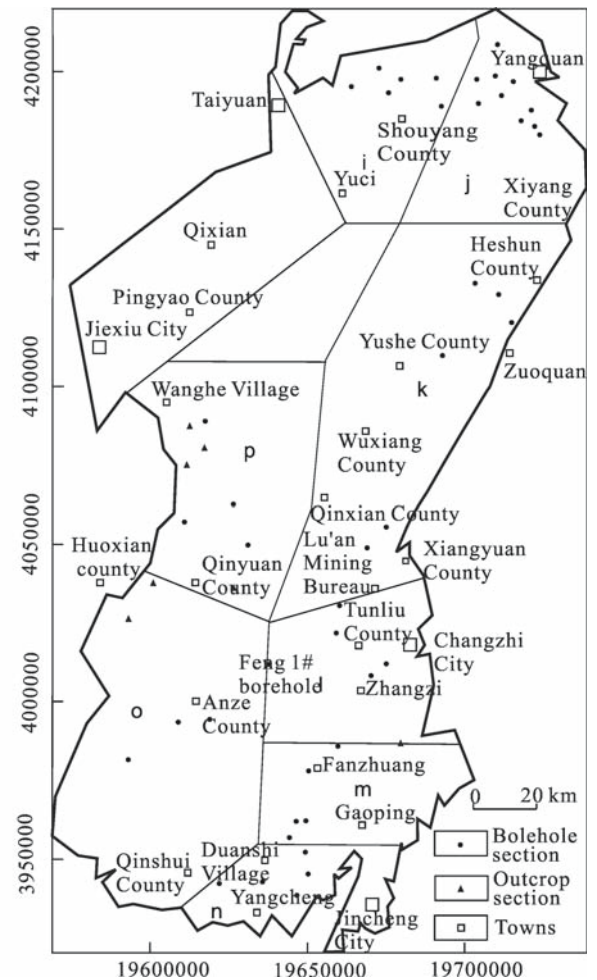 4200000
4150000
4100000
4050000
4000000
3950000
19600000
19650000
19700000
Yangquan
Taiyuan
Shouyang
County
i
Yuci
j
Xiyang
County
Qixian
Heshun
County
Pingyao County
Jiexiu City
Yushe County
Zuoquan
Wanghe Village
k
p
Wuxiang
County
Qinxian County
Huoxian
county
Lu'an
Mining
Bureau
Qinyuan
County
Xiangyuan
County
Tunliu
County
Changzhi
City
Feng 1#
borehold
l
Zhangzi
Anze
County
o
Fanzhuang
m
Gaoping
0 20 km
Duanshi
Village
Qinshui
County
Yangcheng
n
Jincheng
City
Bolehole
section
Outcrop
section
Towns